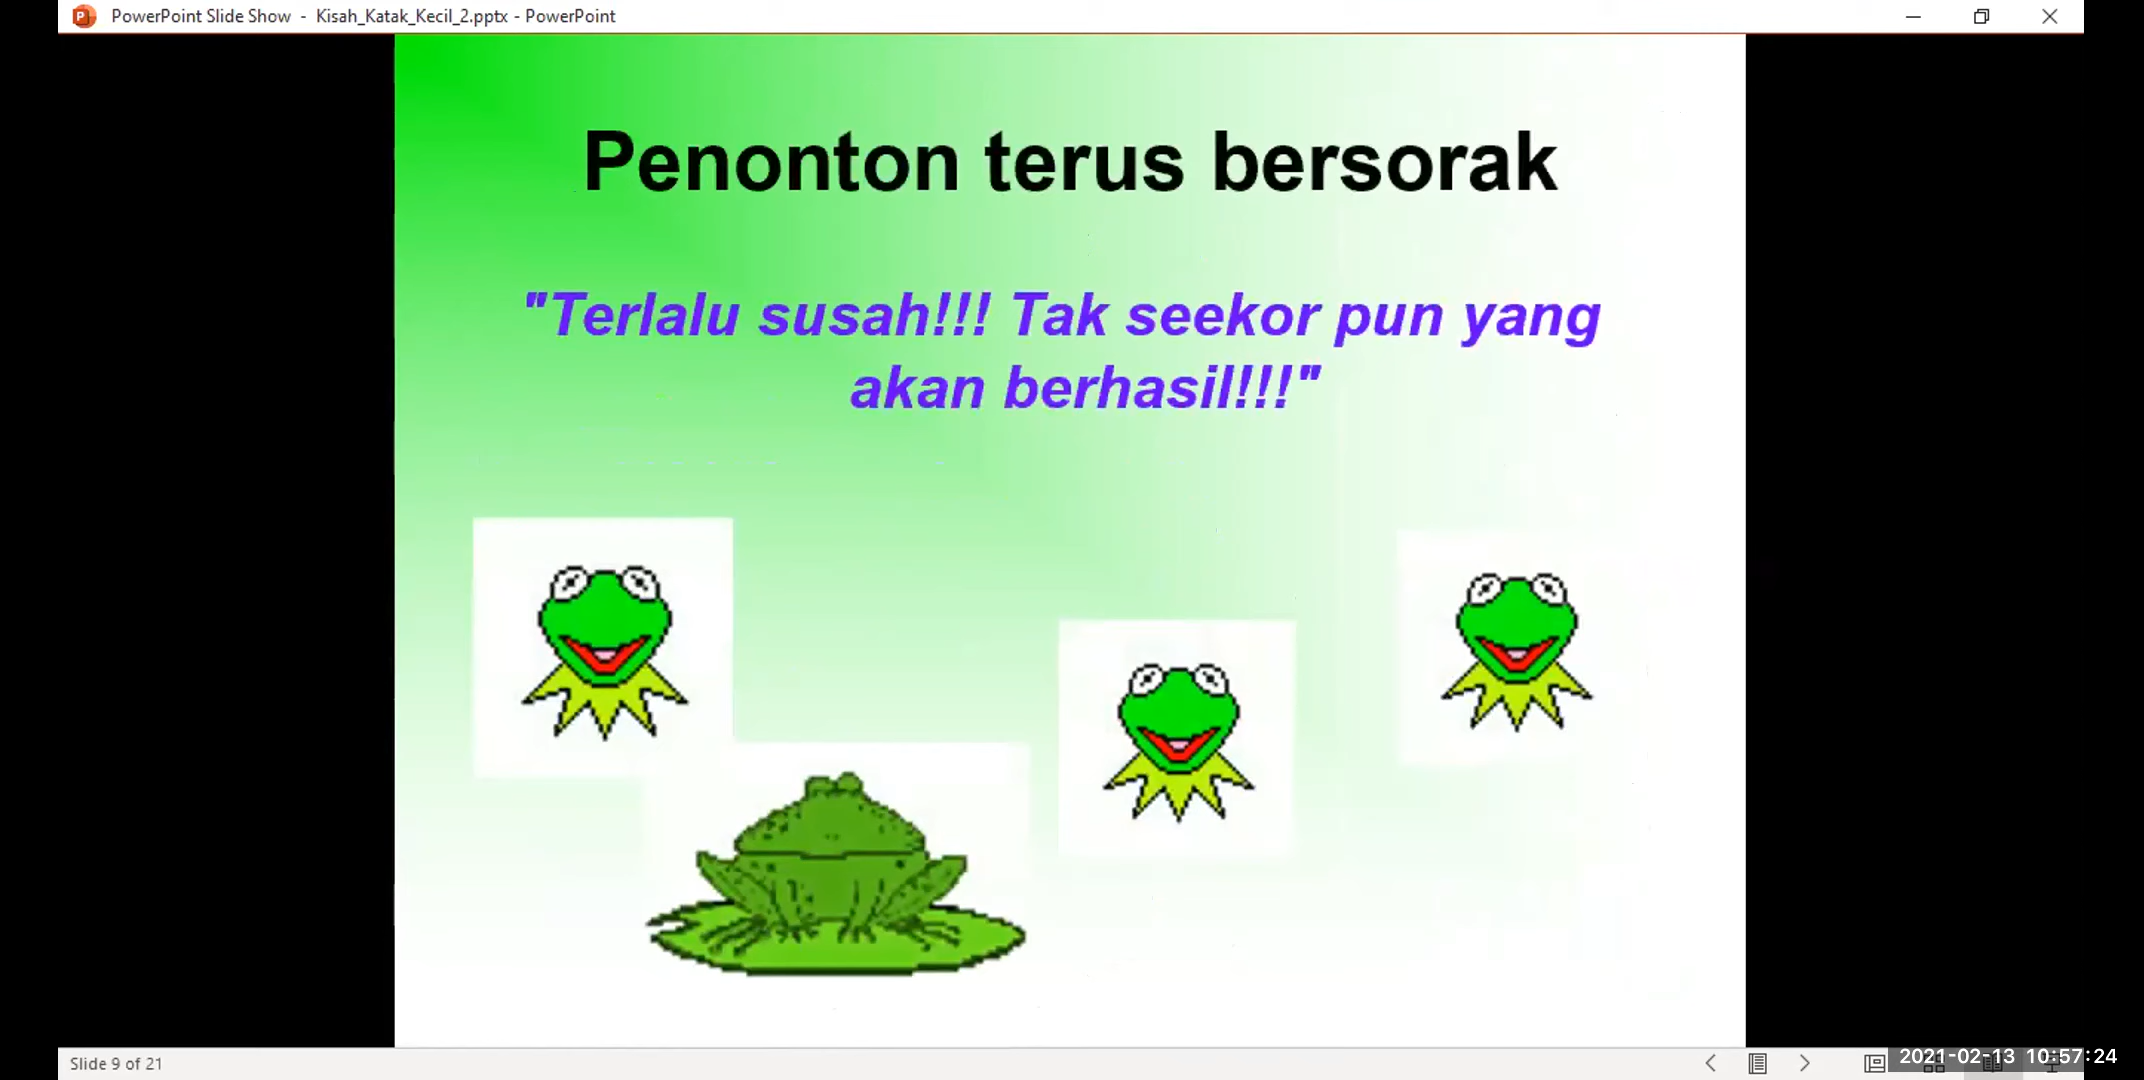 PowerPoint Slide Show - Kisah_Katak_Kecil_2.pptx - PowerPoint
Penonton terus bersorak
"Terlalu susah!!! Tak seekor pun yang
akan berhasil!!!"
Slide 9 of 21
2021-02-13 10:57:24